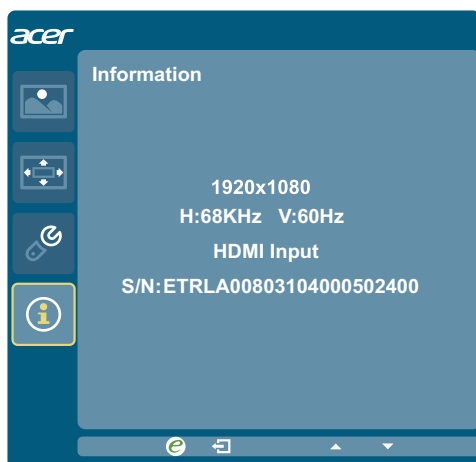 acer
Information
1920x1080
H:68KHz V:60Hz
HDMI Input
S/N:ETRLA00803104000502400